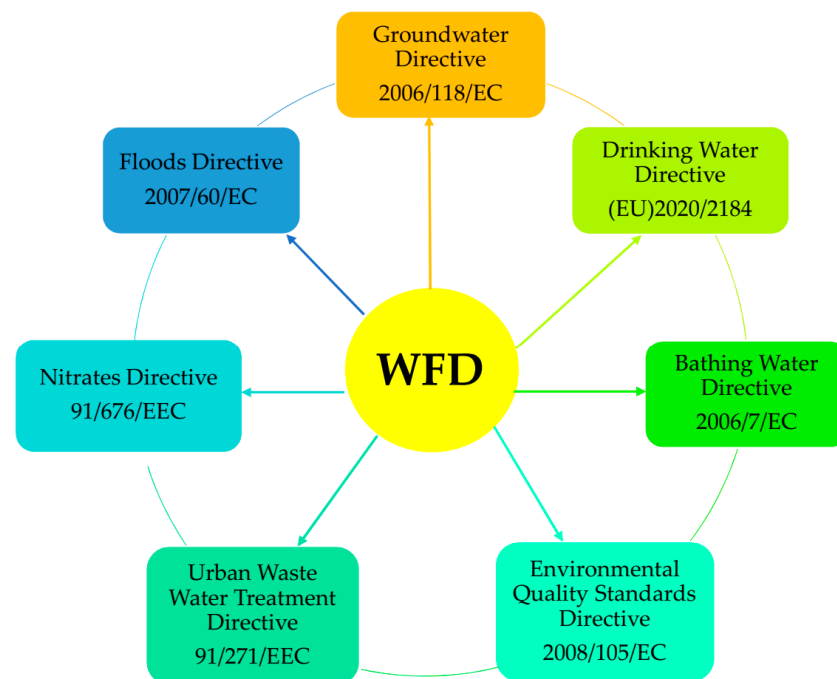 Groundwater
Directive
2006/118/EC
Floods Directive
2007/60/EC
Drinking Water
Directive
(EU)2020/2184
WFD
Nitrates Directive
91/676/EEC
Bathing Water
Directive
2006/7/EC
Urban Waste
Water Treatment
Directive
91/271/EEC
Environmental
Quality Standards
Directive
2008/105/EC